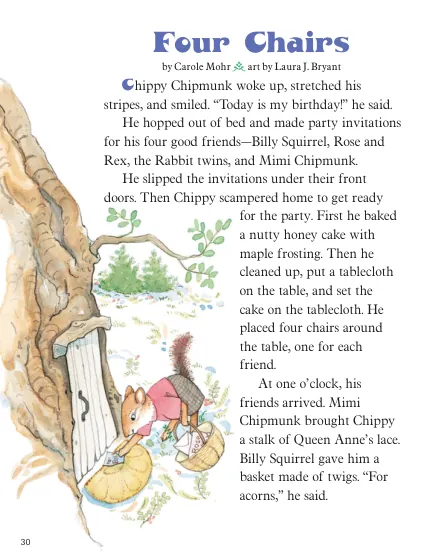 Four Chairs
by Carole Mohr art by Laura J. Bryant
Chippy Chipmunk woke up, stretched his
stripes, and smiled. “Today is my birthday!” he said.
He hopped out of bed and made party invitations
for his four good friends—Billy Squirrel, Rose and
Rex, the Rabbit twins, and Mimi Chipmunk.
He slipped the invitations under their front
doors. Then Chippy scampered home to get ready
for the party. First he baked
a nutty honey cake with
maple frosting. Then he
cleaned up, put a tablecloth
on the table, and set the
cake on the tablecloth. He
placed four chairs around
the table, one for each
friend.
At one o’clock, his
friends arrived. Mimi
Chipmunk brought Chippy
a stalk of Queen Anne’s lace.
Billy Squirrel gave him a
basket made of twigs. “For
acorns,” he said.
30